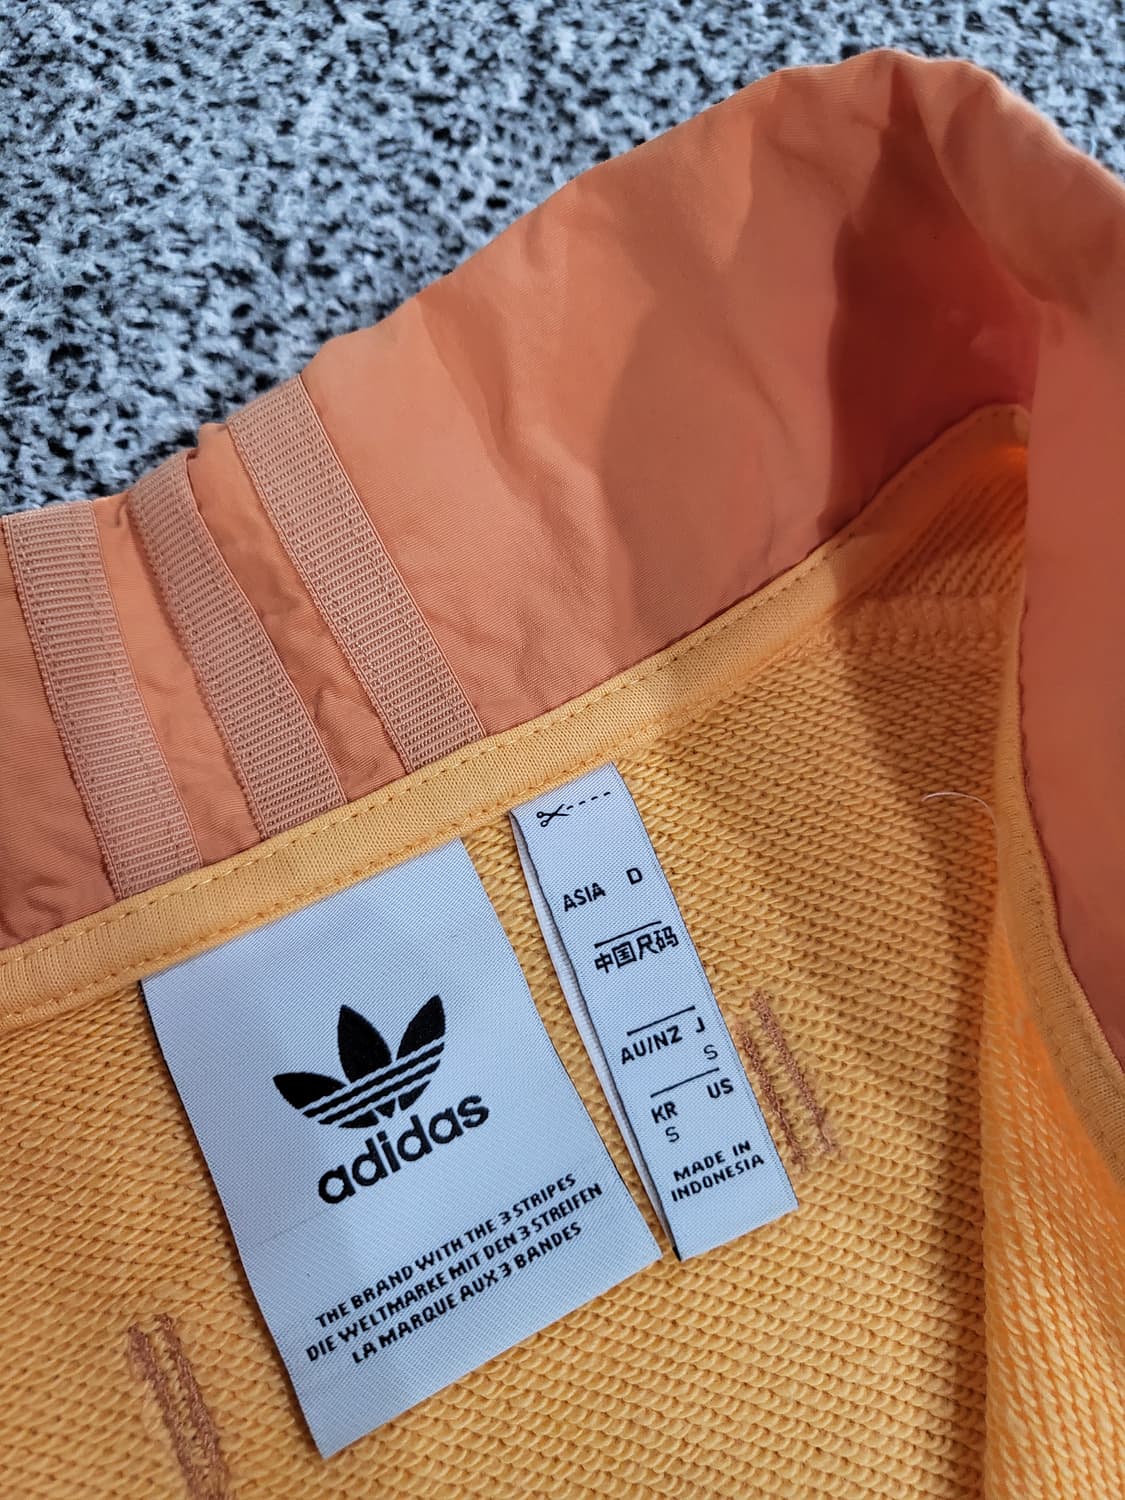 adidas
THE BRAND WITH THE 3 STRIPES
DIE WELTMARKE MIT DEN 3 STREIFEN
LA MARQUE AUX 3 BANDES
ASIA D
中国尺码
AU/NZ J
S
KR US
S
MADE IN
INDONESIA